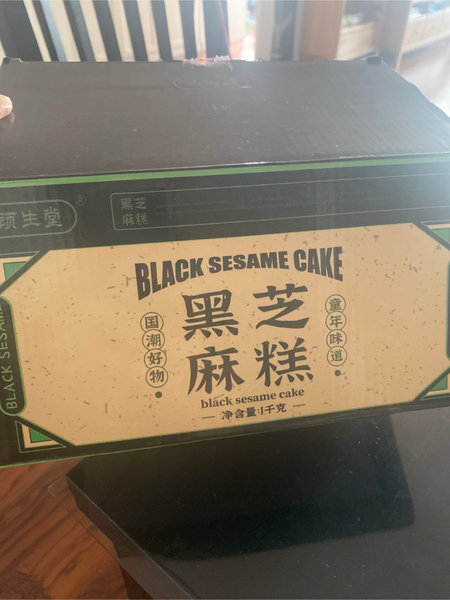 颐生堂®
黑芝
麻糕
BLACK SESAME CAKE
黑芝
麻糕
国潮好物
童年味道
black sesame cake
净含量:1千克
BLACK SESAME